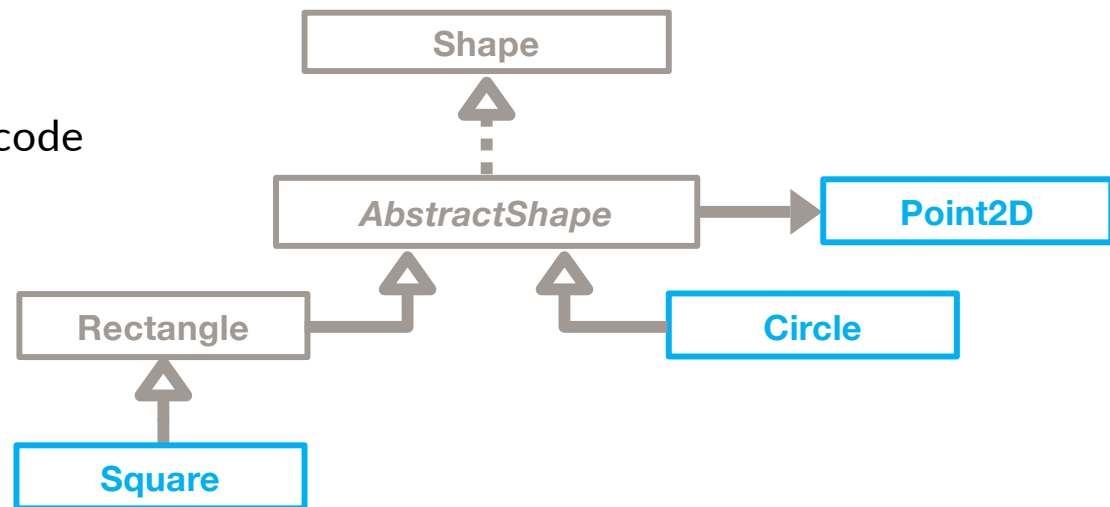 Shape
code
AbstractShape
Point2D
Rectangle
Circle
Square